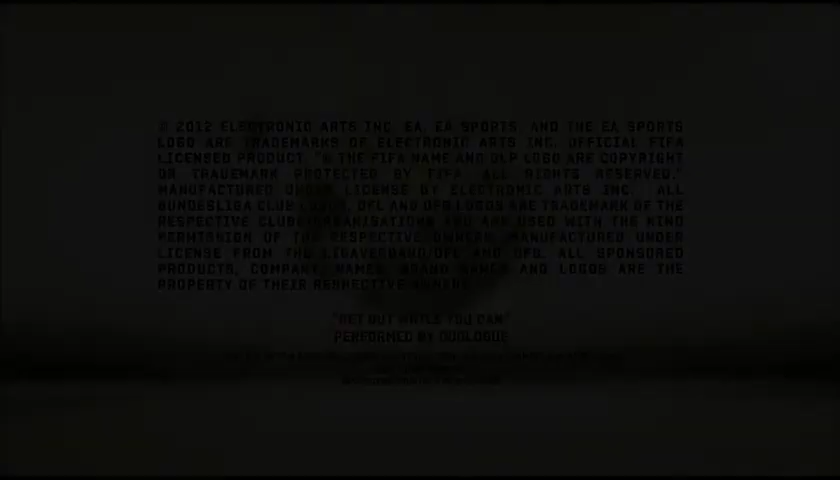 © 2012 ELECTRONIC ARTS INC. EA, EA SPORTS, AND THE EA SPORTS
LOGO ARE TRADEMARKS OF ELECTRONIC ARTS INC. OFFICIAL FIFA
LICENSED PRODUCT. "© THE FIFA NAME AND OLP LOGO ARE COPYRIGHT
OR TRADEMARK PROTECTED BY FIFA. ALL RIGHTS RESERVED."
MANUFACTURED UNDER LICENSE BY ELECTRONIC ARTS INC. ALL
BUNDESLIGA CLUB LOGOS, DFL AND DFB LOGOS ARE TRADEMARK OF THE
RESPECTIVE CLUBS/ORGANISATIONS AND ARE USED WITH THE KIND
OF THE RESPECTIVE OWNERS. MANUFACTURED UNDER
LICENSE FROM THE LIGAVERBAND/DFL AND DFB. ALL SPONSORED
PRODUCTS, COMPANY NAMES, BRAND NAMES AND LOGOS ARE THE
PROPERTY OF THEIR RESPECTIVE OWNERS.
"GET OUT WHILE YOU CAN"
PERFORMED BY DUOLOGUE